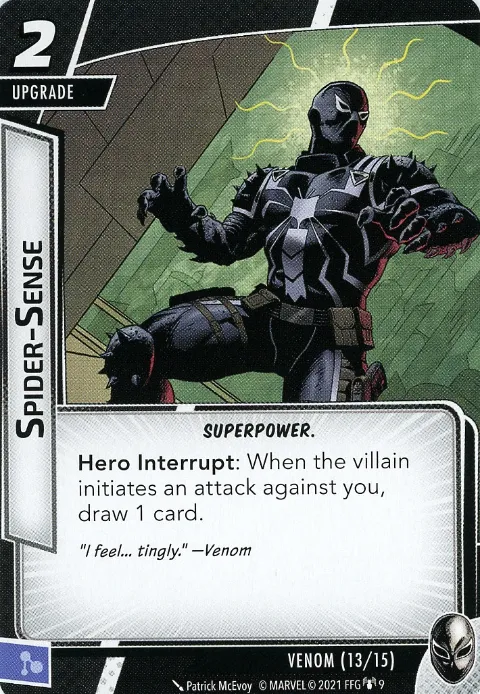 2
UPGRADE
SPIDER-SENSE
SUPERPOWER.
Hero Interrupt: When the villain
initiates an attack against you,
draw 1 card.
"I feel... tingly." —Venom
VENOM (13/15)
Patrick McEvoy © MARVEL © 2021 FFG 9